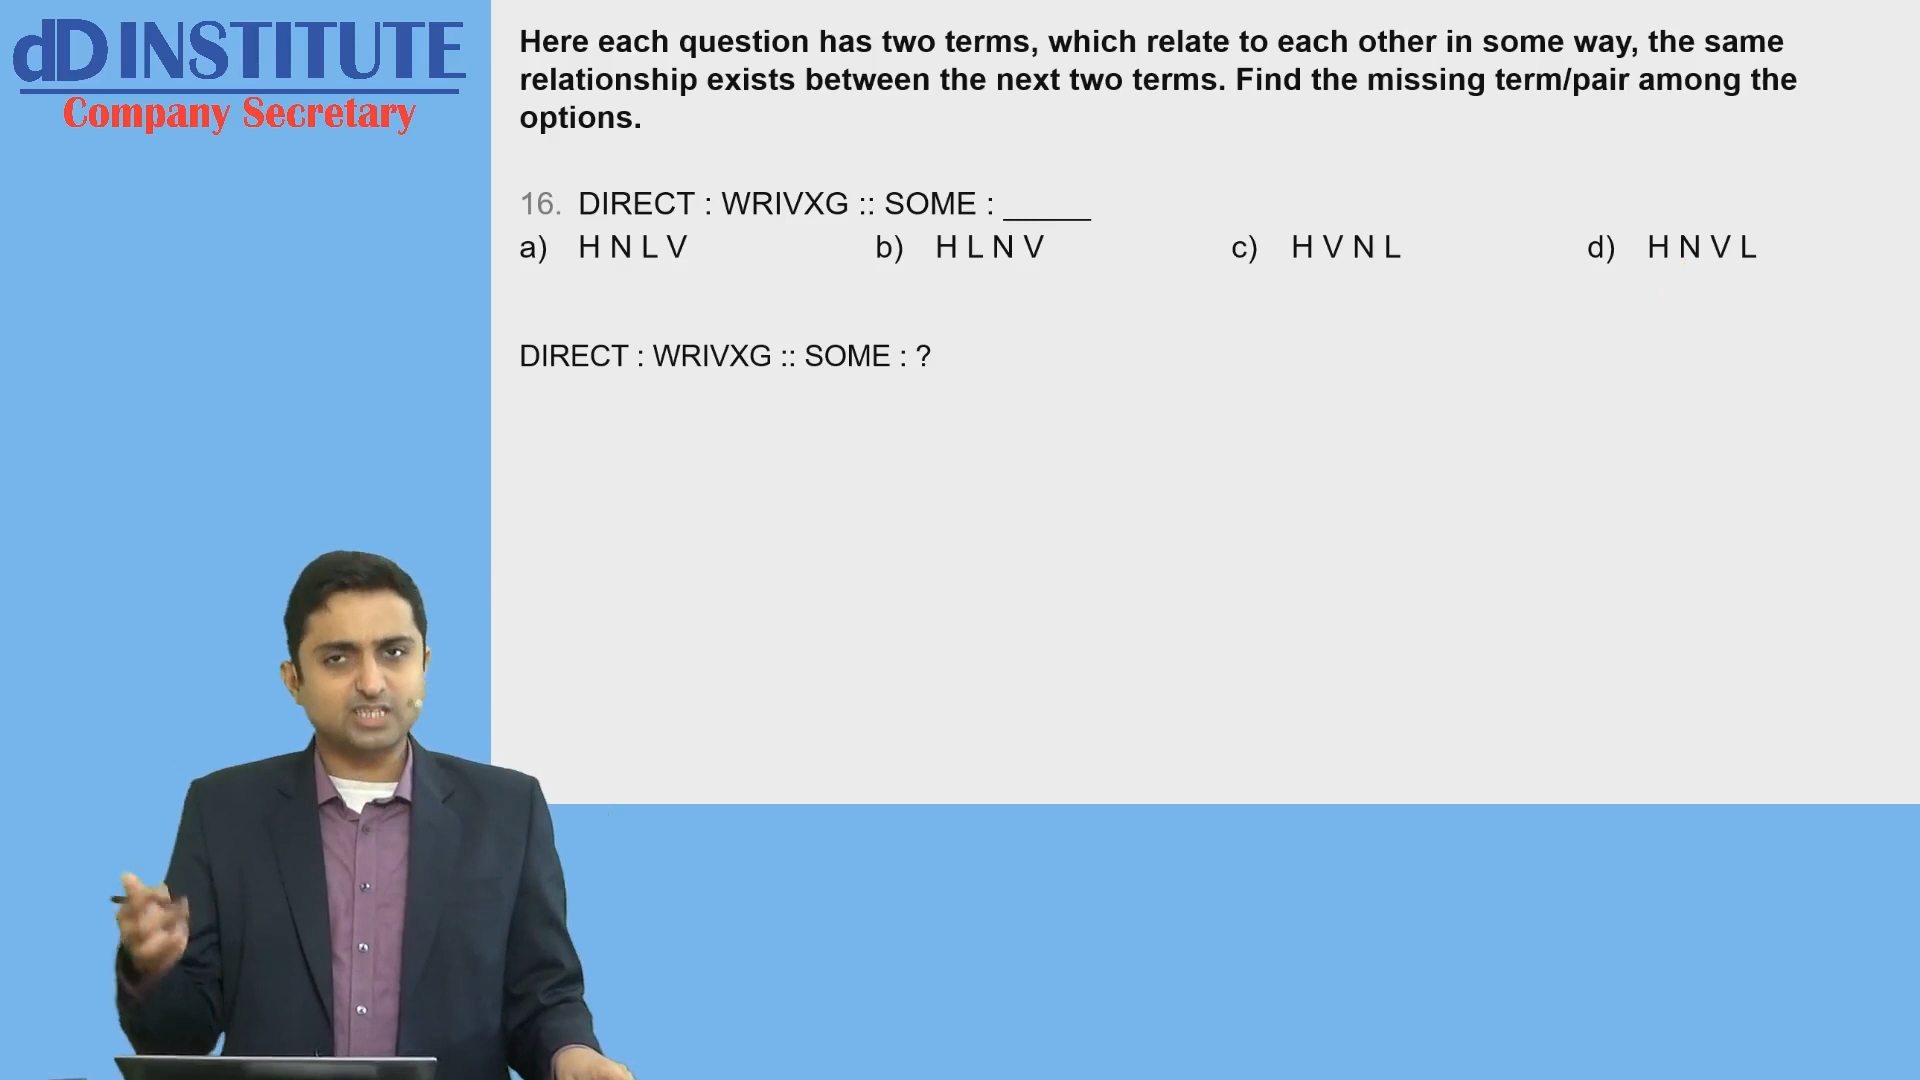 dD INSTITUTE
Company Secretary
Here each question has two terms, which relate to each other in some way, the same
relationship exists between the next two terms. Find the missing term/pair among the
options.
16. DIRECT : WRIVXG :: SOME : _____
a) H N L V b) H L N V c) H V N L d) H N V L
DIRECT : WRIVXG :: SOME : ?